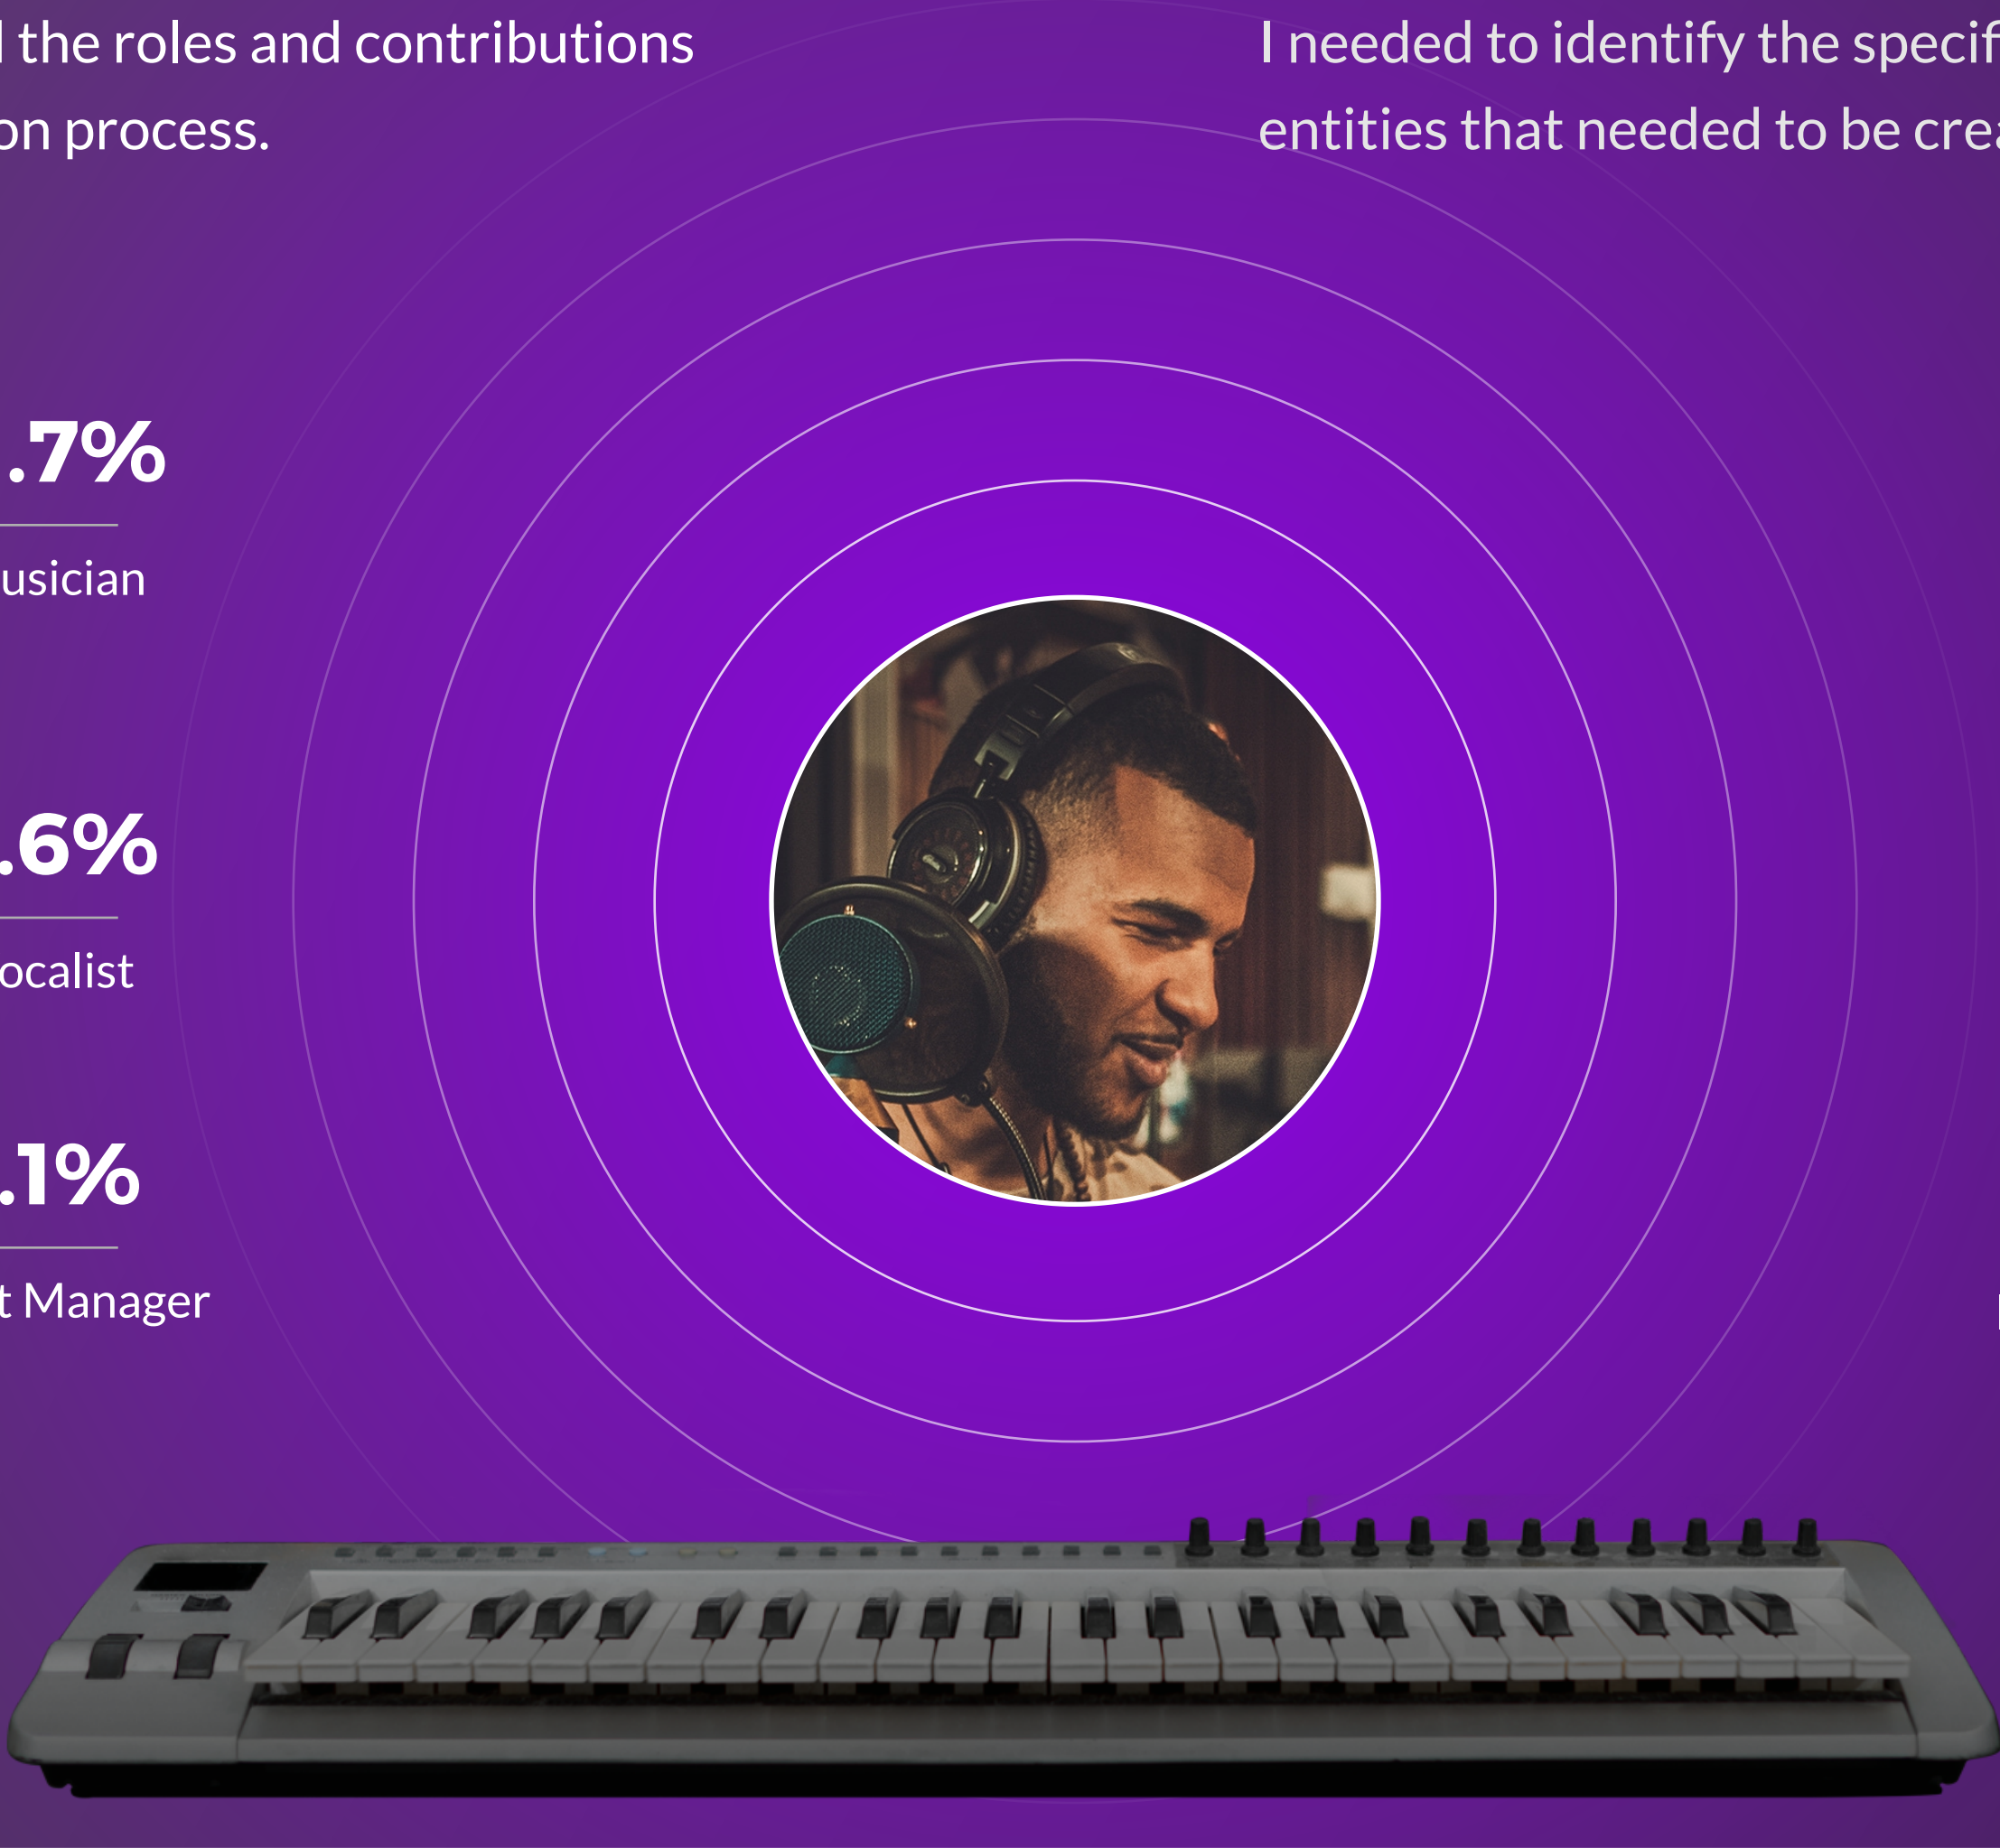 the roles and contributions
on process.
I needed to identify the specif
entities that needed to be crea
.7%
usician
.6%
ocalist
.1%
t Manager